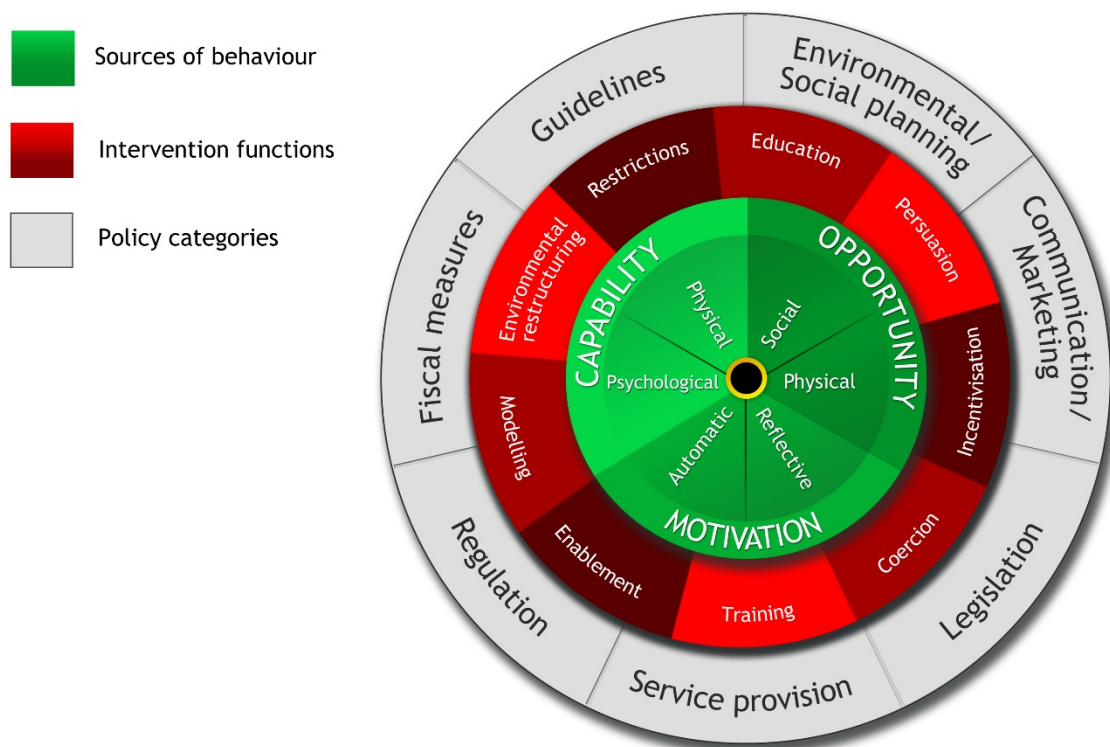 Sources of behaviour
Intervention functions
Policy categories
Guidelines
Environmental/
Social planning
Communication/
Marketing
Legislation
Service provision
Regulation
Fiscal measures
Restrictions
Education
Persuasion
Incentivisation
Coercion
Training
Enablement
Modelling
Environmental
restructuring
CAPABILITY
OPPORTUNITY
MOTIVATION
Physical
Social
Physical
Reflective
Automatic
Psychological